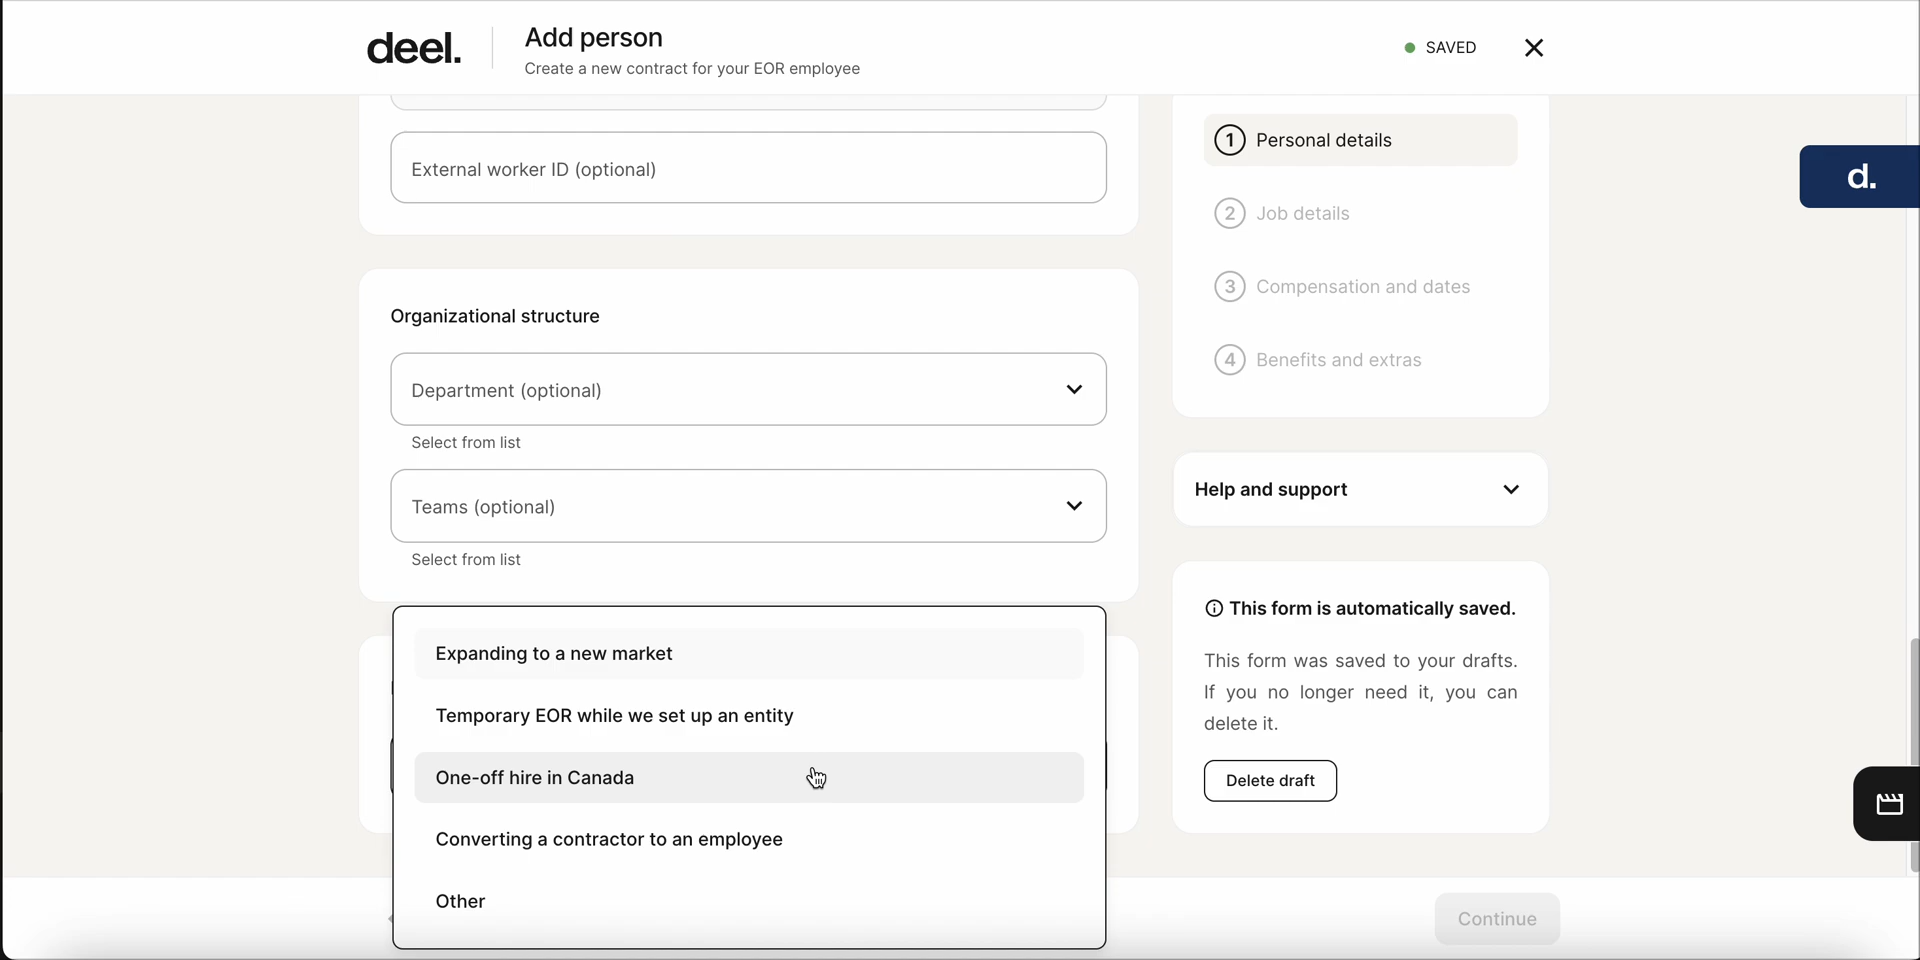 deel.
Add person
Create a new contract for your EOR employee
SAVED
External worker ID (optional)
Organizational structure
Department (optional)
Select from list
Teams (optional)
Select from list
Expanding to a new market
Temporary EOR while we set up an entity
One-off hire in Canada
Converting a contractor to an employee
Other
1 Personal details
2 Job details
3 Compensation and dates
4 Benefits and extras
Help and support
This form is automatically saved.
This form was saved to your drafts.
If you no longer need it, you can
delete it.
Delete draft
Continue
d.